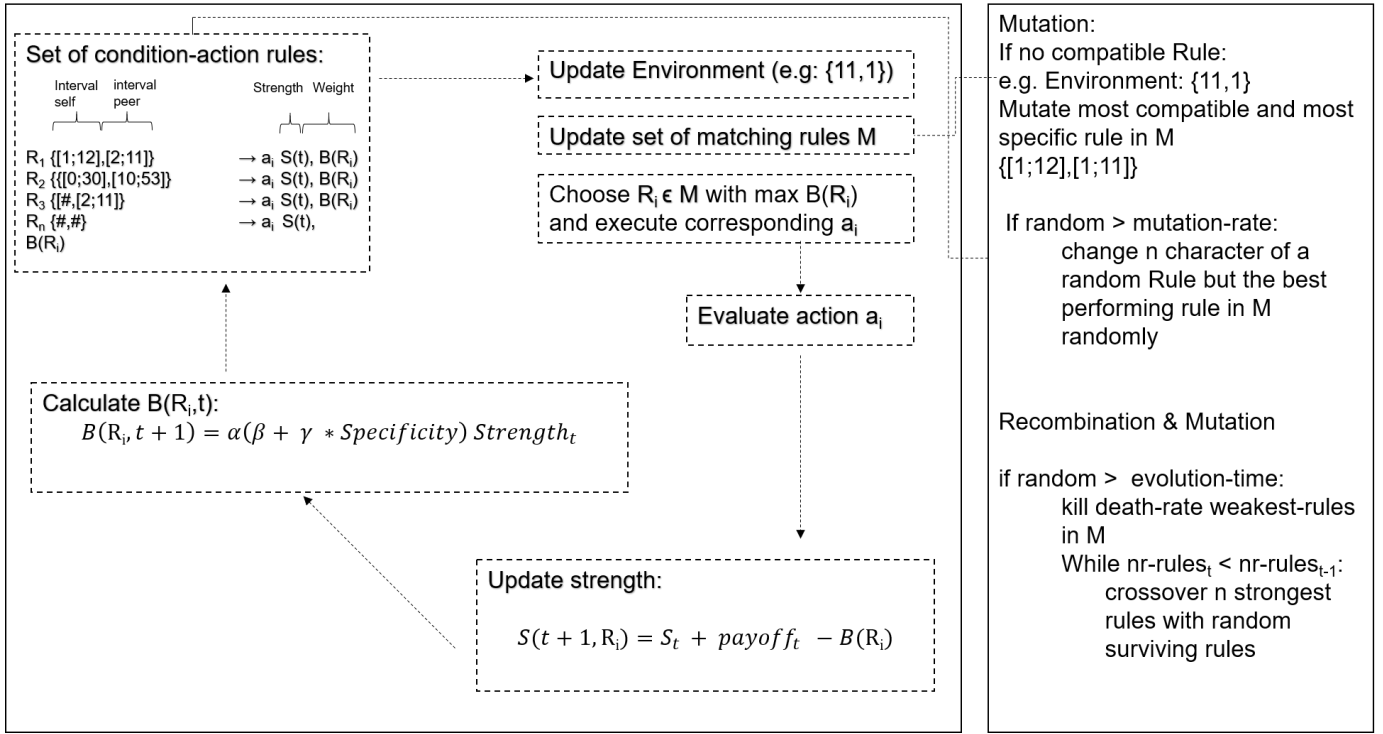 Set of condition-action rules:
Interval self
interval peer
Strength Weight
R₁ {[1;12],[2;11]} → aᵢ S(t), B(Rᵢ)
R₂ {{[0;30],[10;53]} → aᵢ S(t), B(Rᵢ)
R₃ {[#,[2;11]} → aᵢ S(t), B(Rᵢ)
Rₙ {#,#} → aᵢ S(t),
B(Rᵢ)
Update Environment (e.g: {11,1})
Update set of matching rules M
Choose Rᵢ ϵ M with max B(Rᵢ)
and execute corresponding aᵢ
Evaluate action aᵢ
Update strength:
S(t + 1, Rᵢ) = Sₜ + payoffₜ − B(Rᵢ)
Calculate B(Rᵢ,t):
B(Rᵢ, t + 1) = α(β + γ * Specificity) Strengthₜ
Mutation:
If no compatible Rule:
e.g. Environment: {11,1}
Mutate most compatible and most
specific rule in M
{[1;12],[1;11]}
If random > mutation-rate:
change n character of a
random Rule but the best
performing rule in M
randomly
Recombination & Mutation
if random > evolution-time:
kill death-rate weakest-rules
in M
While nr-rulesₜ < nr-rulesₜ₋₁:
crossover n strongest
rules with random
surviving rules